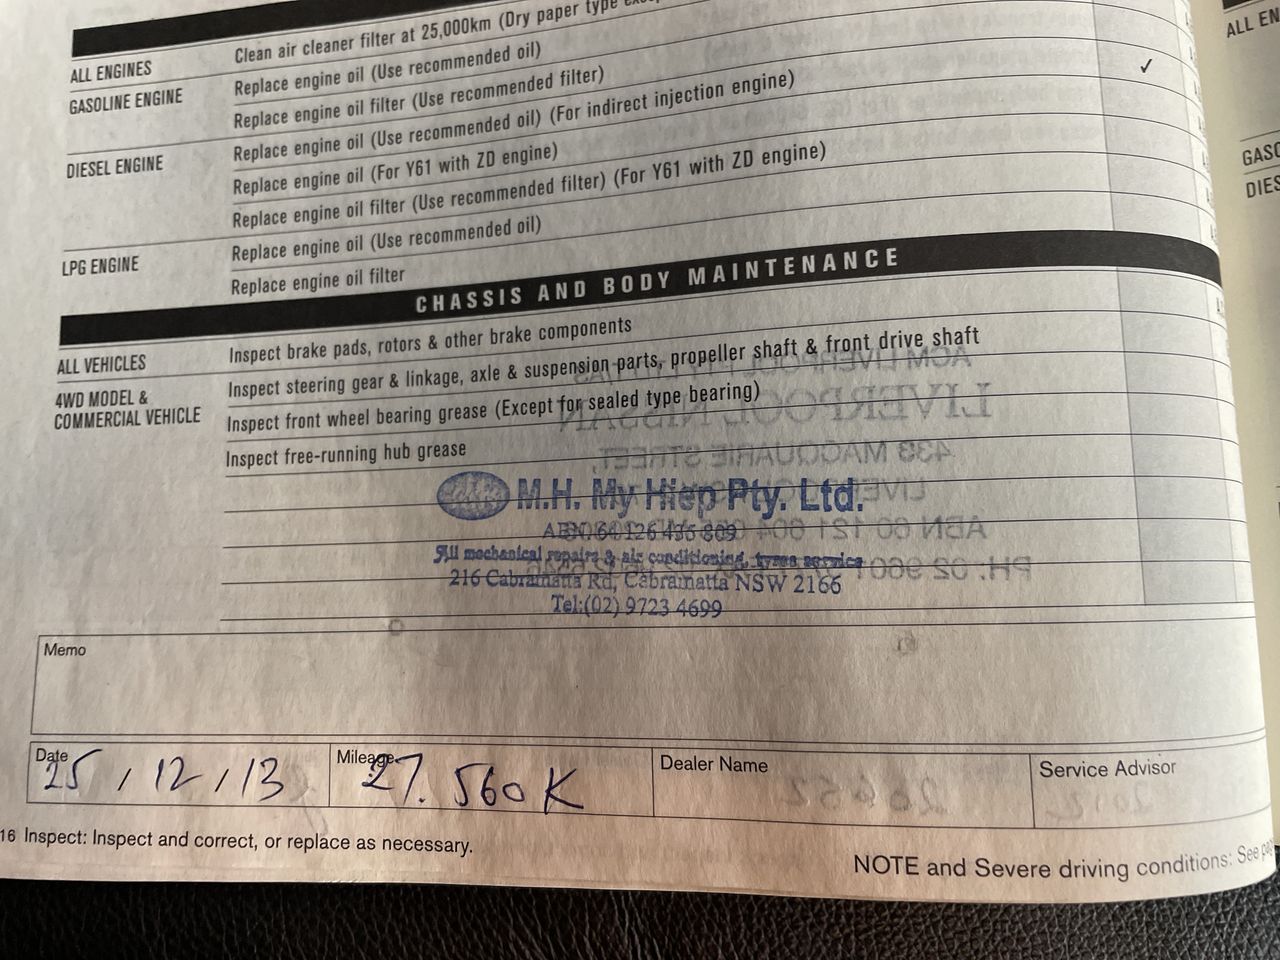 Clean air cleaner filter at 25,000km (Dry paper type
ALL ENGINES
Replace engine oil (Use recommended oil)
GASOLINE ENGINE
Replace engine oil filter (Use recommended filter)
✓
Replace engine oil (Use recommended oil) (For indirect injection engine)
DIESEL ENGINE
Replace engine oil (For Y61 with ZD engine)
Replace engine oil filter (Use recommended filter) (For Y61 with ZD engine)
Replace engine oil (Use recommended oil)
LPG ENGINE
Replace engine oil filter
CHASSIS AND BODY MAINTENANCE
ALL VEHICLES
Inspect brake pads, rotors & other brake components
Inspect steering gear & linkage, axle & suspension parts, propeller shaft & front drive shaft
4WD MODEL &
COMMERCIAL VEHICLE
Inspect front wheel bearing grease (Except for sealed type bearing)
Inspect free-running hub grease
M.H. My Hiep Pty. Ltd.
ABN 64 126 435 809
All mechanical repairs & air conditioning, tyres service
216 Cabramatta Rd, Cabramatta NSW 2166
Tel:(02) 9723 4699
Memo
Date
25 / 12 / 13
Mileage
27. 560 K
Dealer Name
Service Advisor
16 Inspect: Inspect and correct, or replace as necessary.
NOTE and Severe driving conditions: See
ALL EN
GASO
DIES